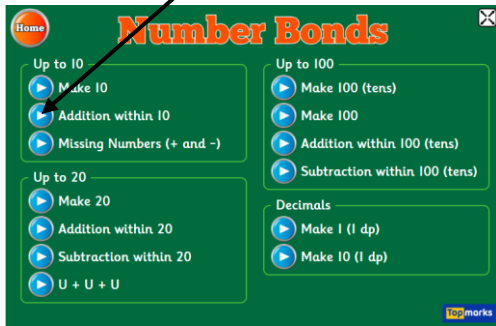 Home
Number Bonds
Up to 10
Make 10
Addition within 10
Missing Numbers (+ and -)
Up to 20
Make 20
Addition within 20
Subtraction within 20
U + U + U
Up to 100
Make 100 (tens)
Make 100
Addition within 100 (tens)
Subtraction within 100 (tens)
Decimals
Make 1 (1 dp)
Make 10 (1 dp)
Topmarks